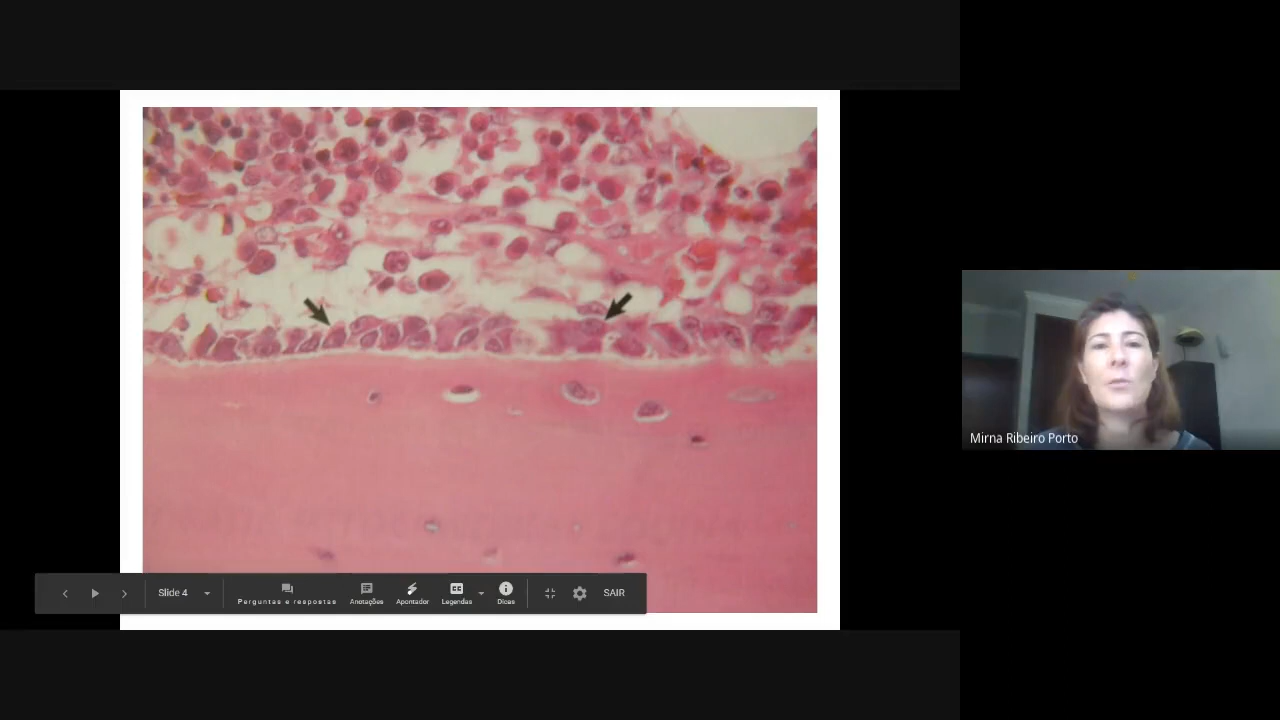 Mirna Ribeiro Porto
Slide 4
Perguntas e respostas
Anotações
Apontador
Legendas
Dicas
SAIR